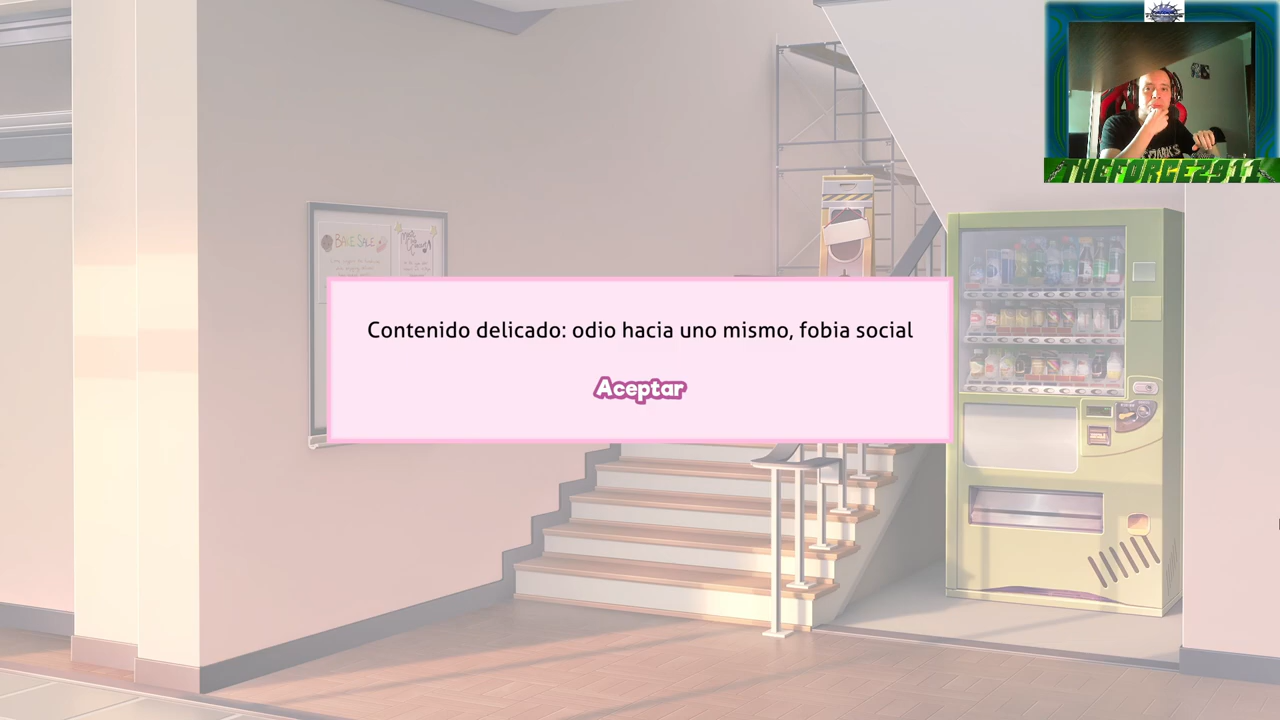 THEFORCE2911
BAKE SALE
Contenido delicado: odio hacia uno mismo, fobia social
Aceptar